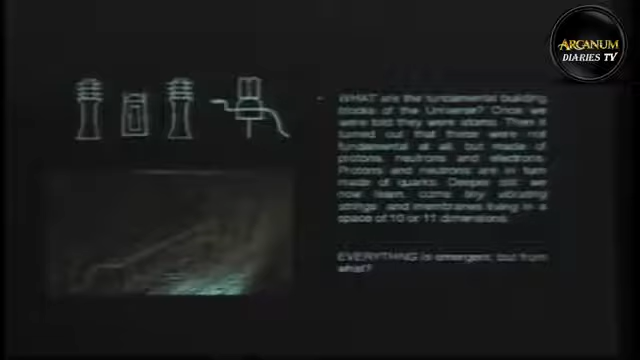 ARCANUM
DIARIES TV
WHAT are the fundamental building
blocks of the Universe? Once, we
were told they were atoms. Then it
turned out that these were not
fundamental at all, but made of
protons, neutrons and electrons.
Protons and neutrons are in turn
made of quarks. Deeper still, we
now learn, come tiny vibrating
strings and membranes living in a
space of 10 or 11 dimensions.
EVERYTHING is emergent, but from
what?